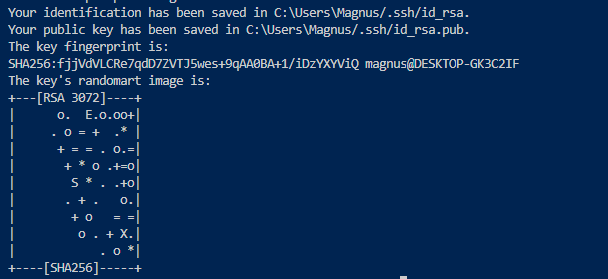 Your identification has been saved in C:\Users\Magnus/.ssh/id_rsa.
Your public key has been saved in C:\Users\Magnus/.ssh/id_rsa.pub.
The key fingerprint is:
SHA256:fjjVdVLCRe7qdD7ZVTJ5wes+9qAA0BA+1/iDzYXYViQ magnus@DESKTOP-GK3C2IF
The key's randomart image is:
+---[RSA 3072]----+
|      o.  E.o.oo+|
|     . o = +  .* |
|      + = = . o.=|
|       + * o .+=o|
|        S * . .+o|
|       . + .   o.|
|        + o   = =|
|         o . + X.|
|            . o *|
+----[SHA256]-----+